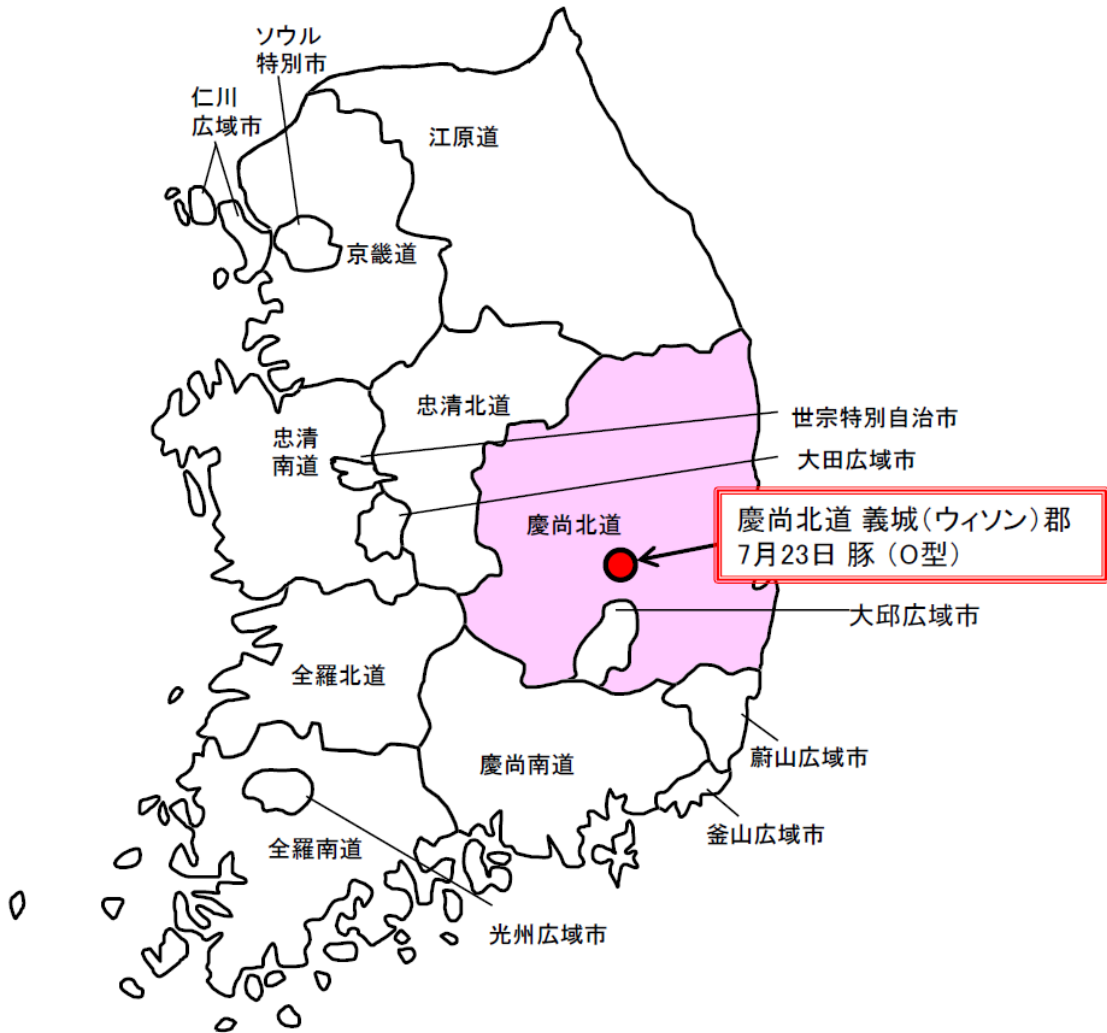 ソウル
特別市
仁川
広域市
江原道
京畿道
忠清北道
世宗特別自治市
忠清
南道
大田広域市
慶尚北道
慶尚北道 義城（ウィソン）郡
7月23日 豚 （O型）
大邱広域市
全羅北道
慶尚南道
蔚山広域市
釜山広域市
全羅南道
光州広域市